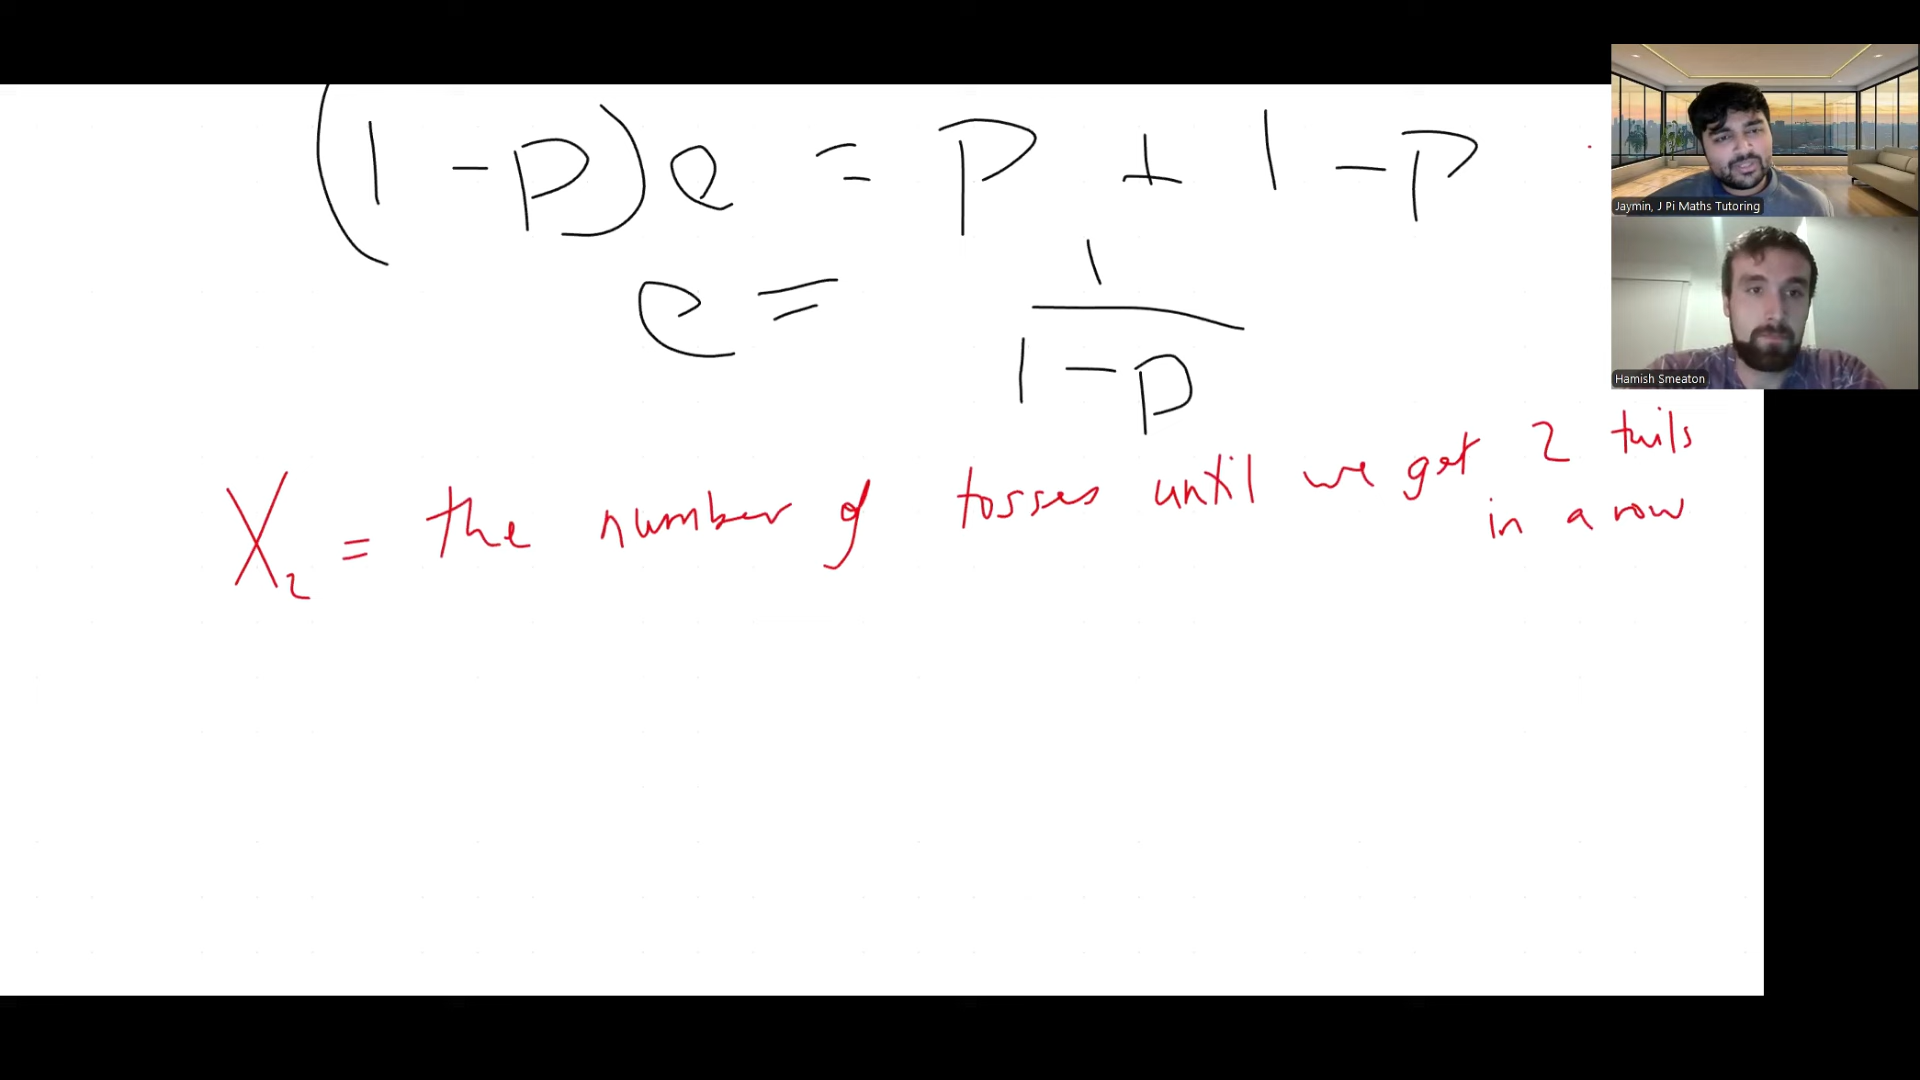 (1 - p)e = p + 1 - p
e = 1 / 1 - p
X₂ = the number of tosses until we get 2 tails
in a row
Jaymin, J Pi Maths Tutoring
Hamish Smeaton